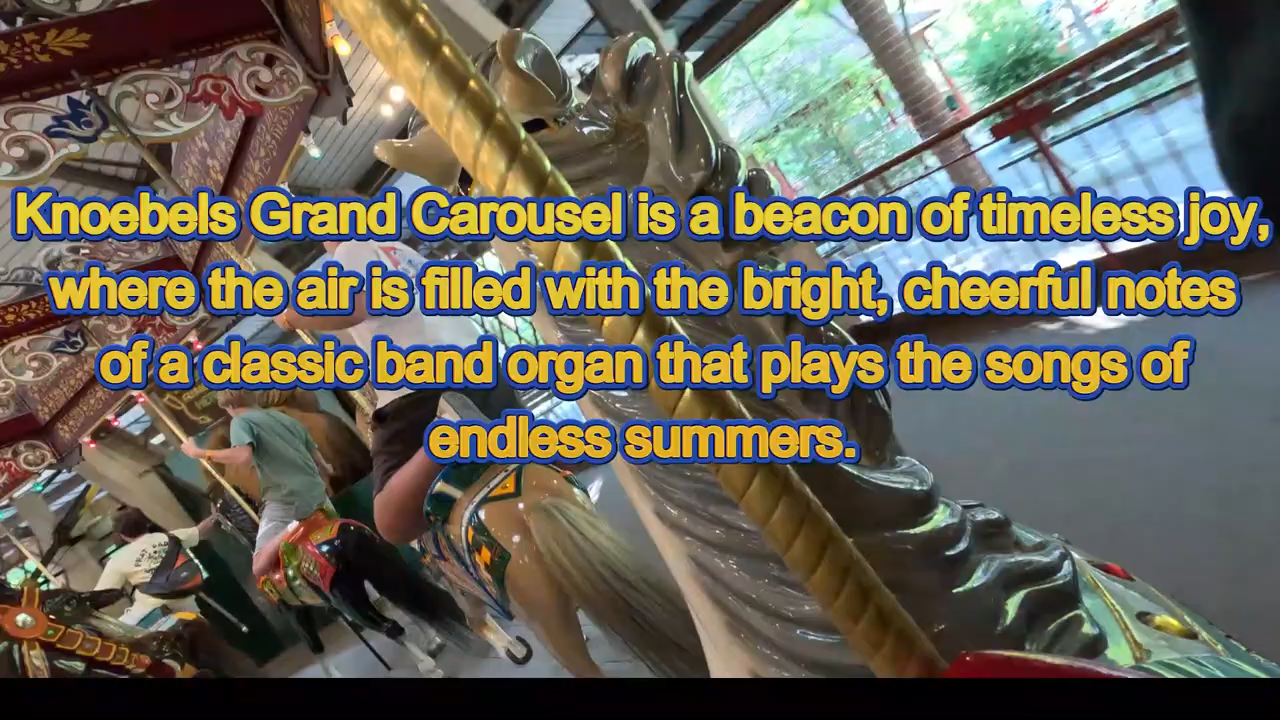 Knoebels Grand Carousel is a beacon of timeless joy,
where the air is filled with the bright, cheerful notes
of a classic band organ that plays the songs of
endless summers.